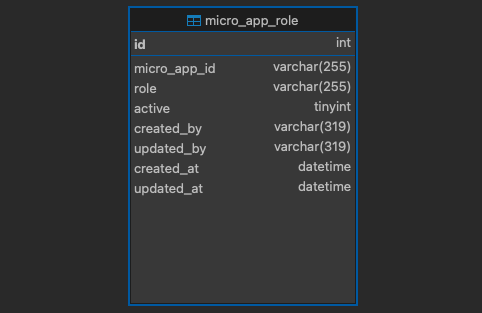 micro_app_role
id int
micro_app_id varchar(255)
role varchar(255)
active tinyint
created_by varchar(319)
updated_by varchar(319)
created_at datetime
updated_at datetime